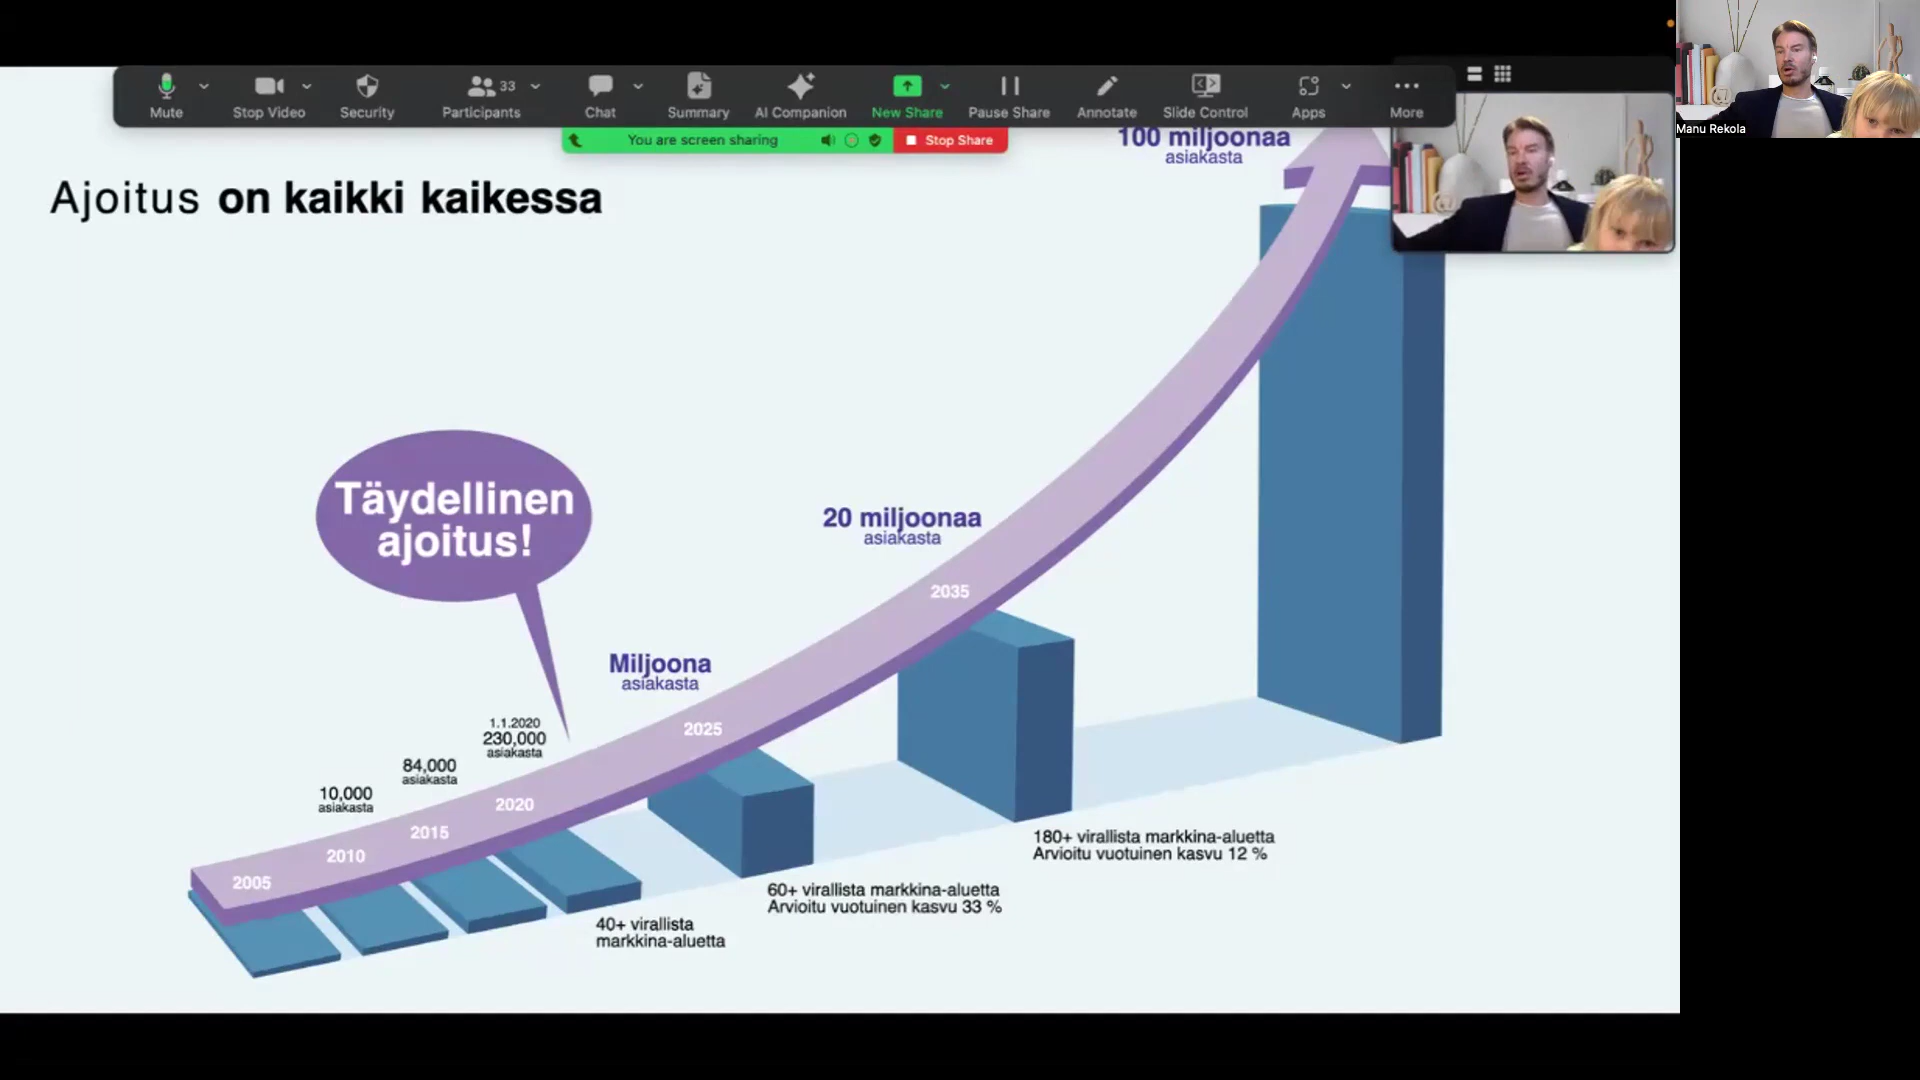 Mute
Stop Video
Security
33
Participants
Chat
Summary
AI Companion
New Share
Pause Share
Annotate
Slide Control
Apps
More
Manu Rekola
You are screen sharing
Stop Share
Ajoitus on kaikki kaikessa
100 miljoonaa
asiakasta
Täydellinen
ajoitus!
20 miljoonaa
asiakasta
2035
Miljoona
asiakasta
2025
1.1.2020
230,000
asiakasta
2020
84,000
asiakasta
2015
10,000
asiakasta
2010
2005
180+ virallista markkina-aluetta
Arvioitu vuotuinen kasvu 12 %
60+ virallista markkina-aluetta
Arvioitu vuotuinen kasvu 33 %
40+ virallista
markkina-aluetta